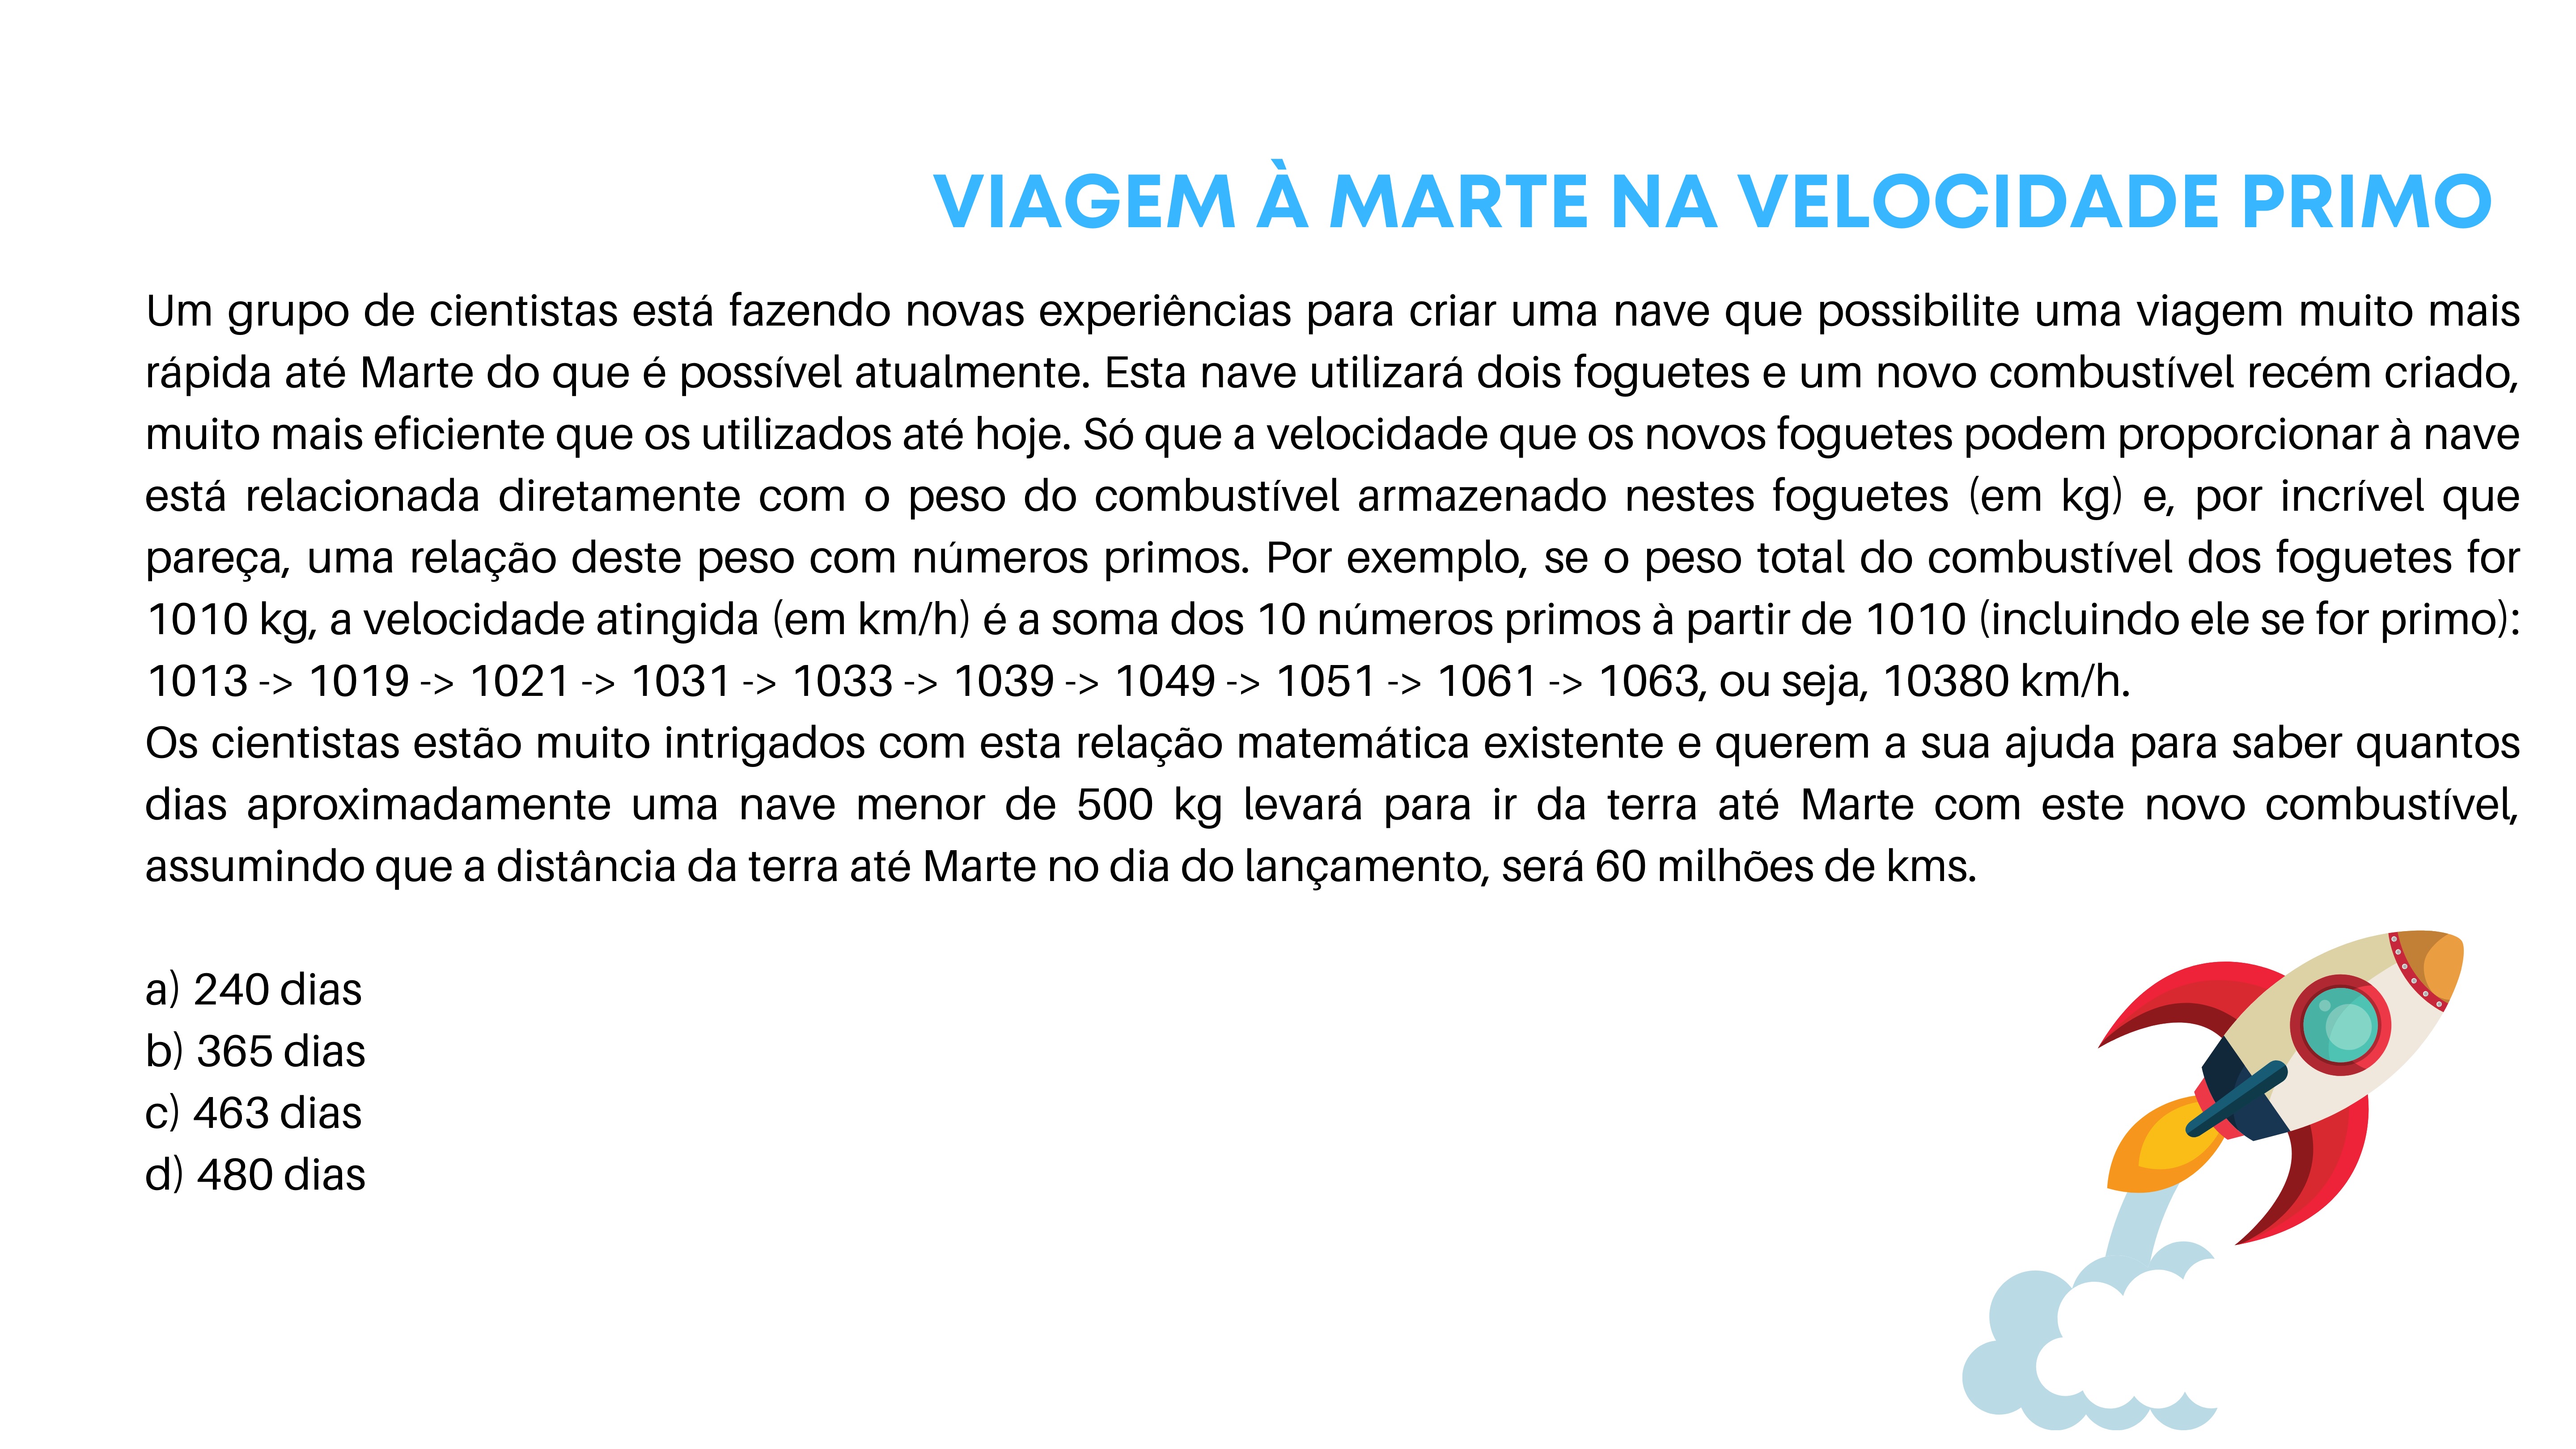 VIAGEM À MARTE NA VELOCIDADE PRIMO
Um grupo de cientistas está fazendo novas experiências para criar uma nave que possibilite uma viagem muito mais
rápida até Marte do que é possível atualmente. Esta nave utilizará dois foguetes e um novo combustível recém criado,
muito mais eficiente que os utilizados até hoje. Só que a velocidade que os novos foguetes podem proporcionar à nave
está relacionada diretamente com o peso do combustível armazenado nestes foguetes (em kg) e, por incrível que
pareça, uma relação deste peso com números primos. Por exemplo, se o peso total do combustível dos foguetes for
1010 kg, a velocidade atingida (em km/h) é a soma dos 10 números primos à partir de 1010 (incluindo ele se for primo):
1013 -> 1019 -> 1021 -> 1031 -> 1033 -> 1039 -> 1049 -> 1051 -> 1061 -> 1063, ou seja, 10380 km/h.
Os cientistas estão muito intrigados com esta relação matemática existente e querem a sua ajuda para saber quantos
dias aproximadamente uma nave menor de 500 kg levará para ir da terra até Marte com este novo combustível,
assumindo que a distância da terra até Marte no dia do lançamento, será 60 milhões de kms.
a) 240 dias
b) 365 dias
c) 463 dias
d) 480 dias